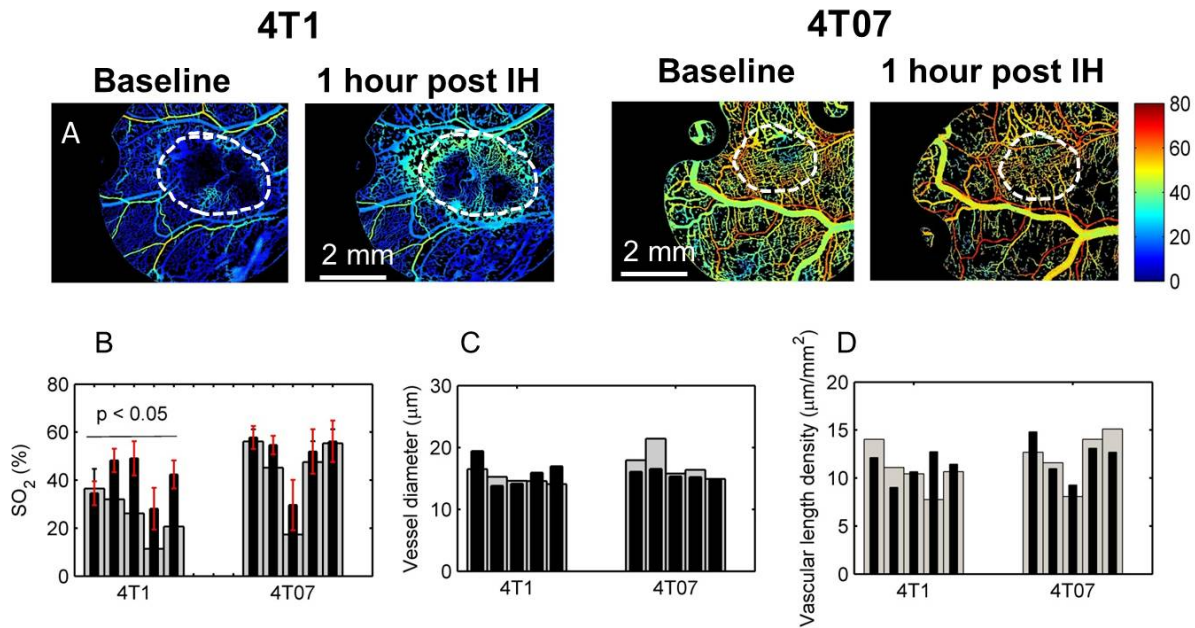 4T1 4T07
Baseline 1 hour post IH Baseline 1 hour post IH
A
2 mm 2 mm
80
60
40
20
0
B
SO2 (%)
80
60
40
20
0
p < 0.05
4T1 4T07
C
Vessel diameter (μm)
30
20
10
0
4T1 4T07
D
Vascular length density (μm/mm²)
20
15
10
5
0
4T1 4T07